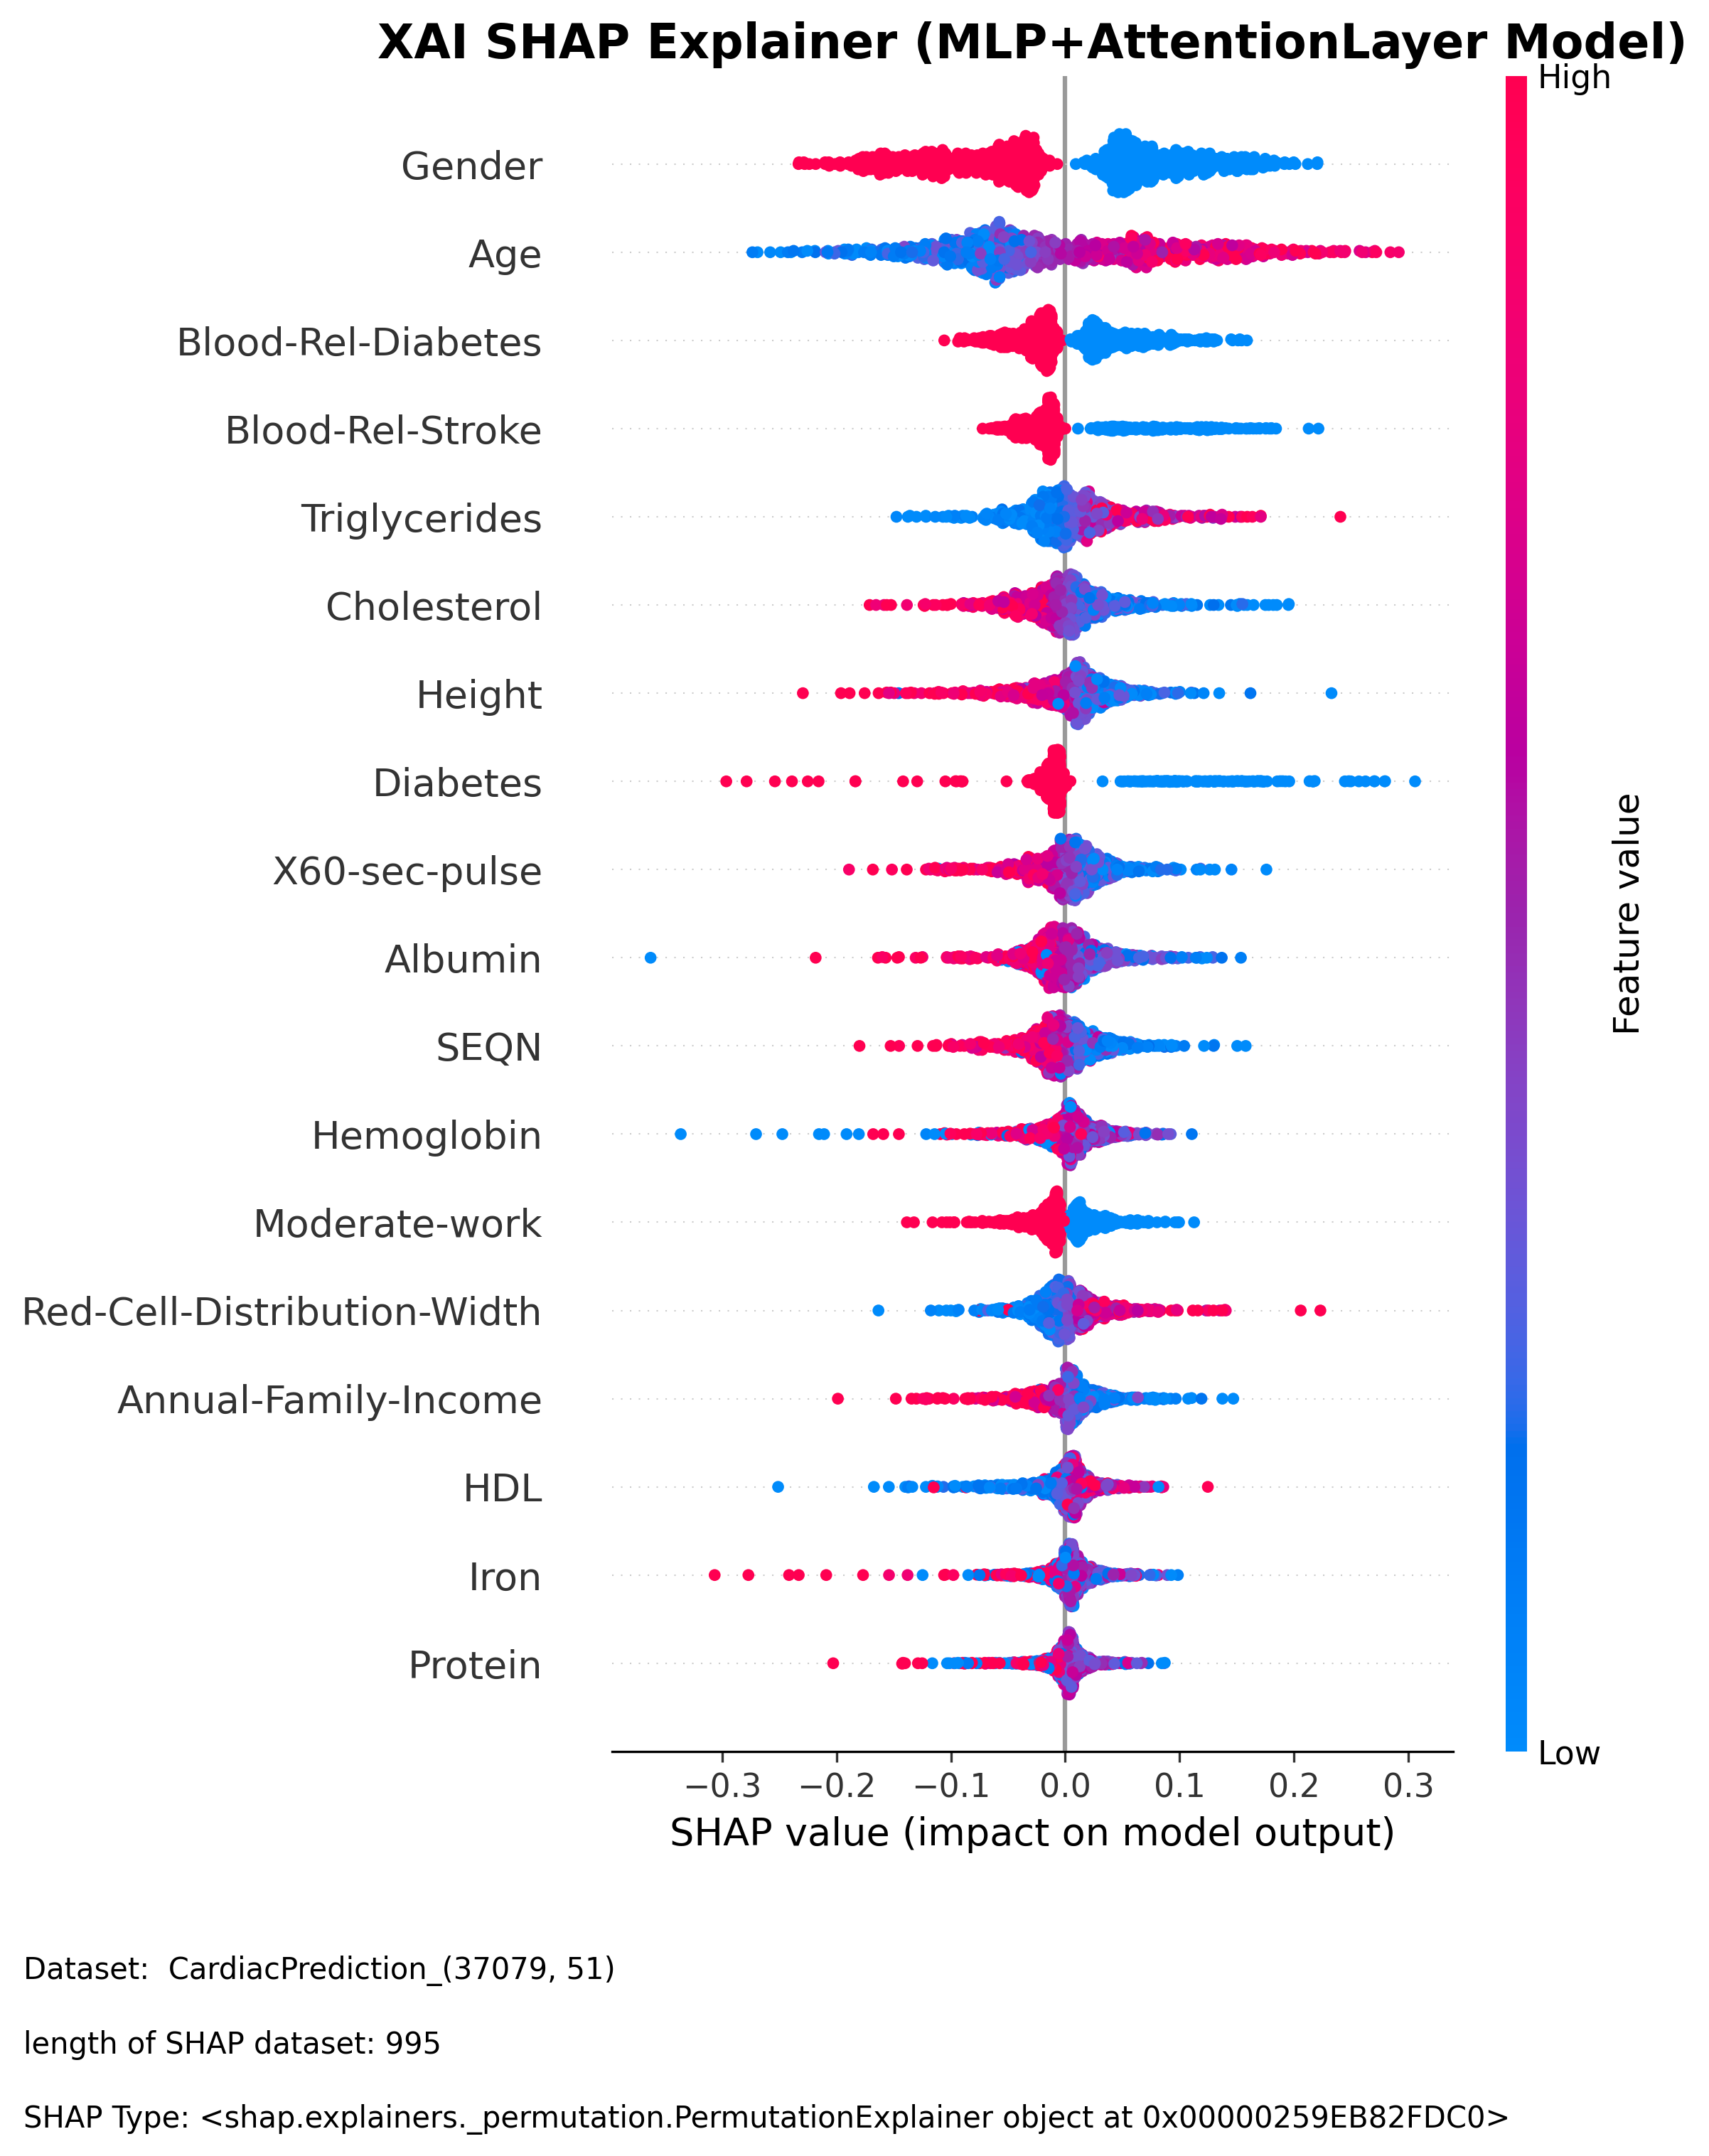 XAI SHAP Explainer (MLP+AttentionLayer Model)
High
Gender
Age
Blood-Rel-Diabetes
Blood-Rel-Stroke
Triglycerides
Cholesterol
Height
Diabetes
X60-sec-pulse
Albumin
SEQN
Hemoglobin
Moderate-work
Red-Cell-Distribution-Width
Annual-Family-Income
HDL
Iron
Protein
Feature value
Low
−0.3 −0.2 −0.1 0.0 0.1 0.2 0.3
SHAP value (impact on model output)
Dataset:  CardiacPrediction_(37079, 51)
length of SHAP dataset: 995
SHAP Type: <shap.explainers._permutation.PermutationExplainer object at 0x00000259EB82FDC0>